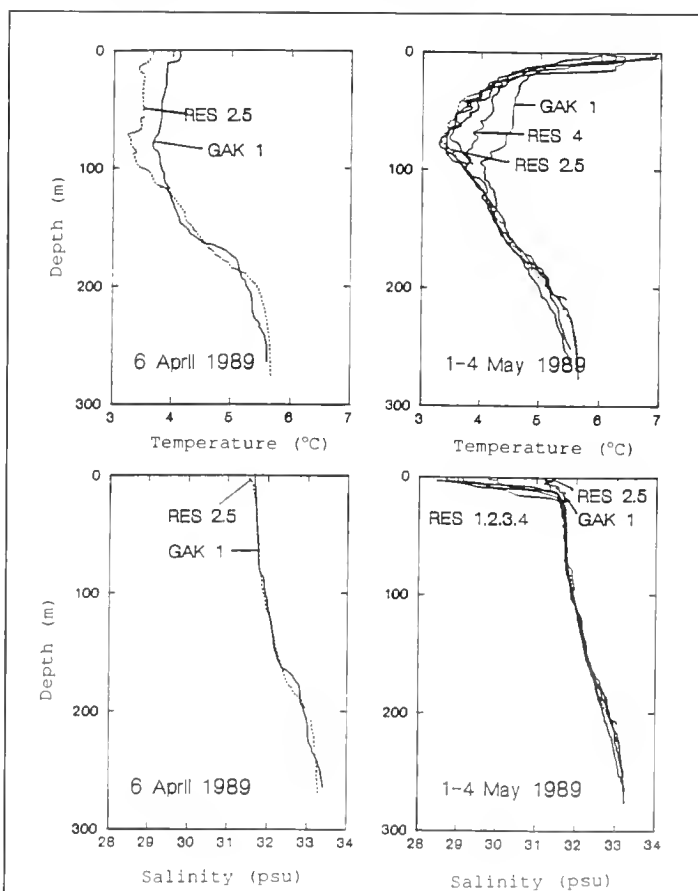 0
100
200
300
Depth (m)
RES 2.5
GAK 1
6 April 1989
3 4 5 6 7
Temperature (°C)
0
100
200
300
GAK 1
RES 4
RES 2.5
1-4 May 1989
3 4 5 6 7
Temperature (°C)
0
100
200
300
Depth (m)
RES 2.5
GAK 1
6 April 1989
28 29 30 31 32 33 34
Salinity (psu)
0
100
200
300
RES 2.5
GAK 1
RES 1.2.3.4
1-4 May 1989
28 29 30 31 32 33 34
Salinity (psu)